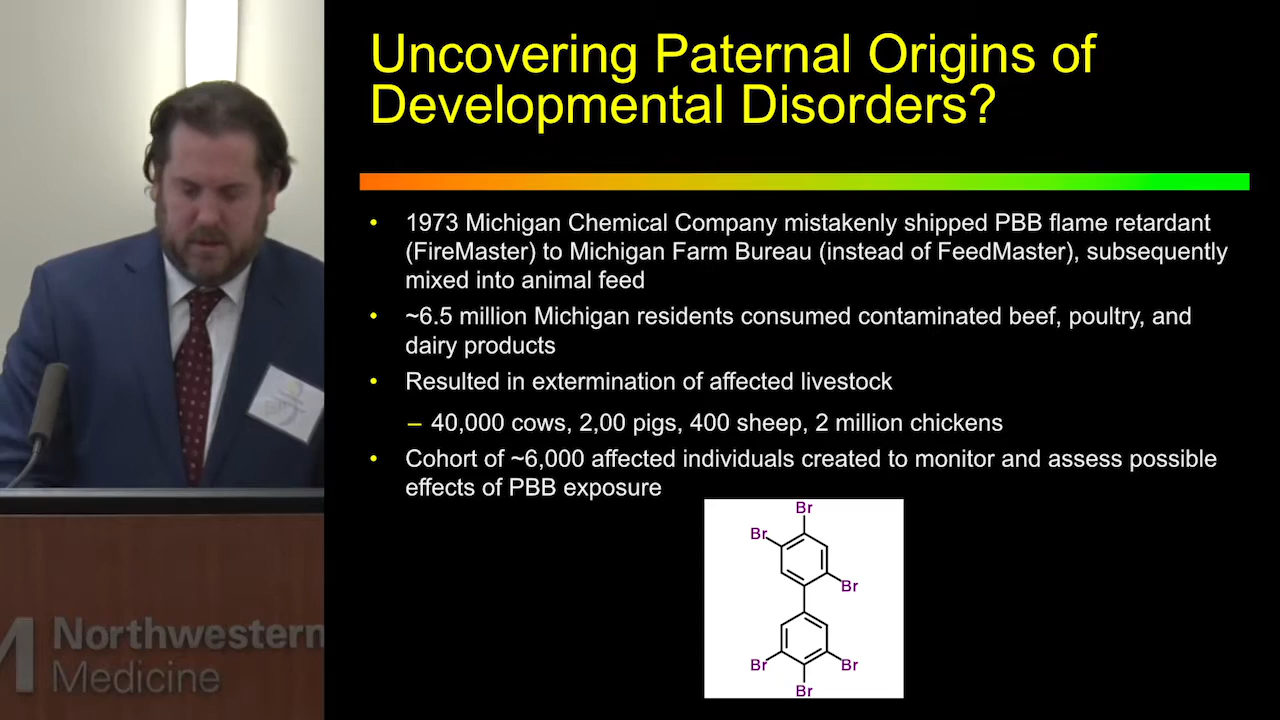 Uncovering Paternal Origins of
Developmental Disorders?
• 1973 Michigan Chemical Company mistakenly shipped PBB flame retardant
(FireMaster) to Michigan Farm Bureau (instead of FeedMaster), subsequently
mixed into animal feed
• ~6.5 million Michigan residents consumed contaminated beef, poultry, and
dairy products
• Resulted in extermination of affected livestock
– 40,000 cows, 2,00 pigs, 400 sheep, 2 million chickens
• Cohort of ~6,000 affected individuals created to monitor and assess possible
effects of PBB exposure
Br
Br
Br
Br
Br
Br
M Northwestern
Medicine